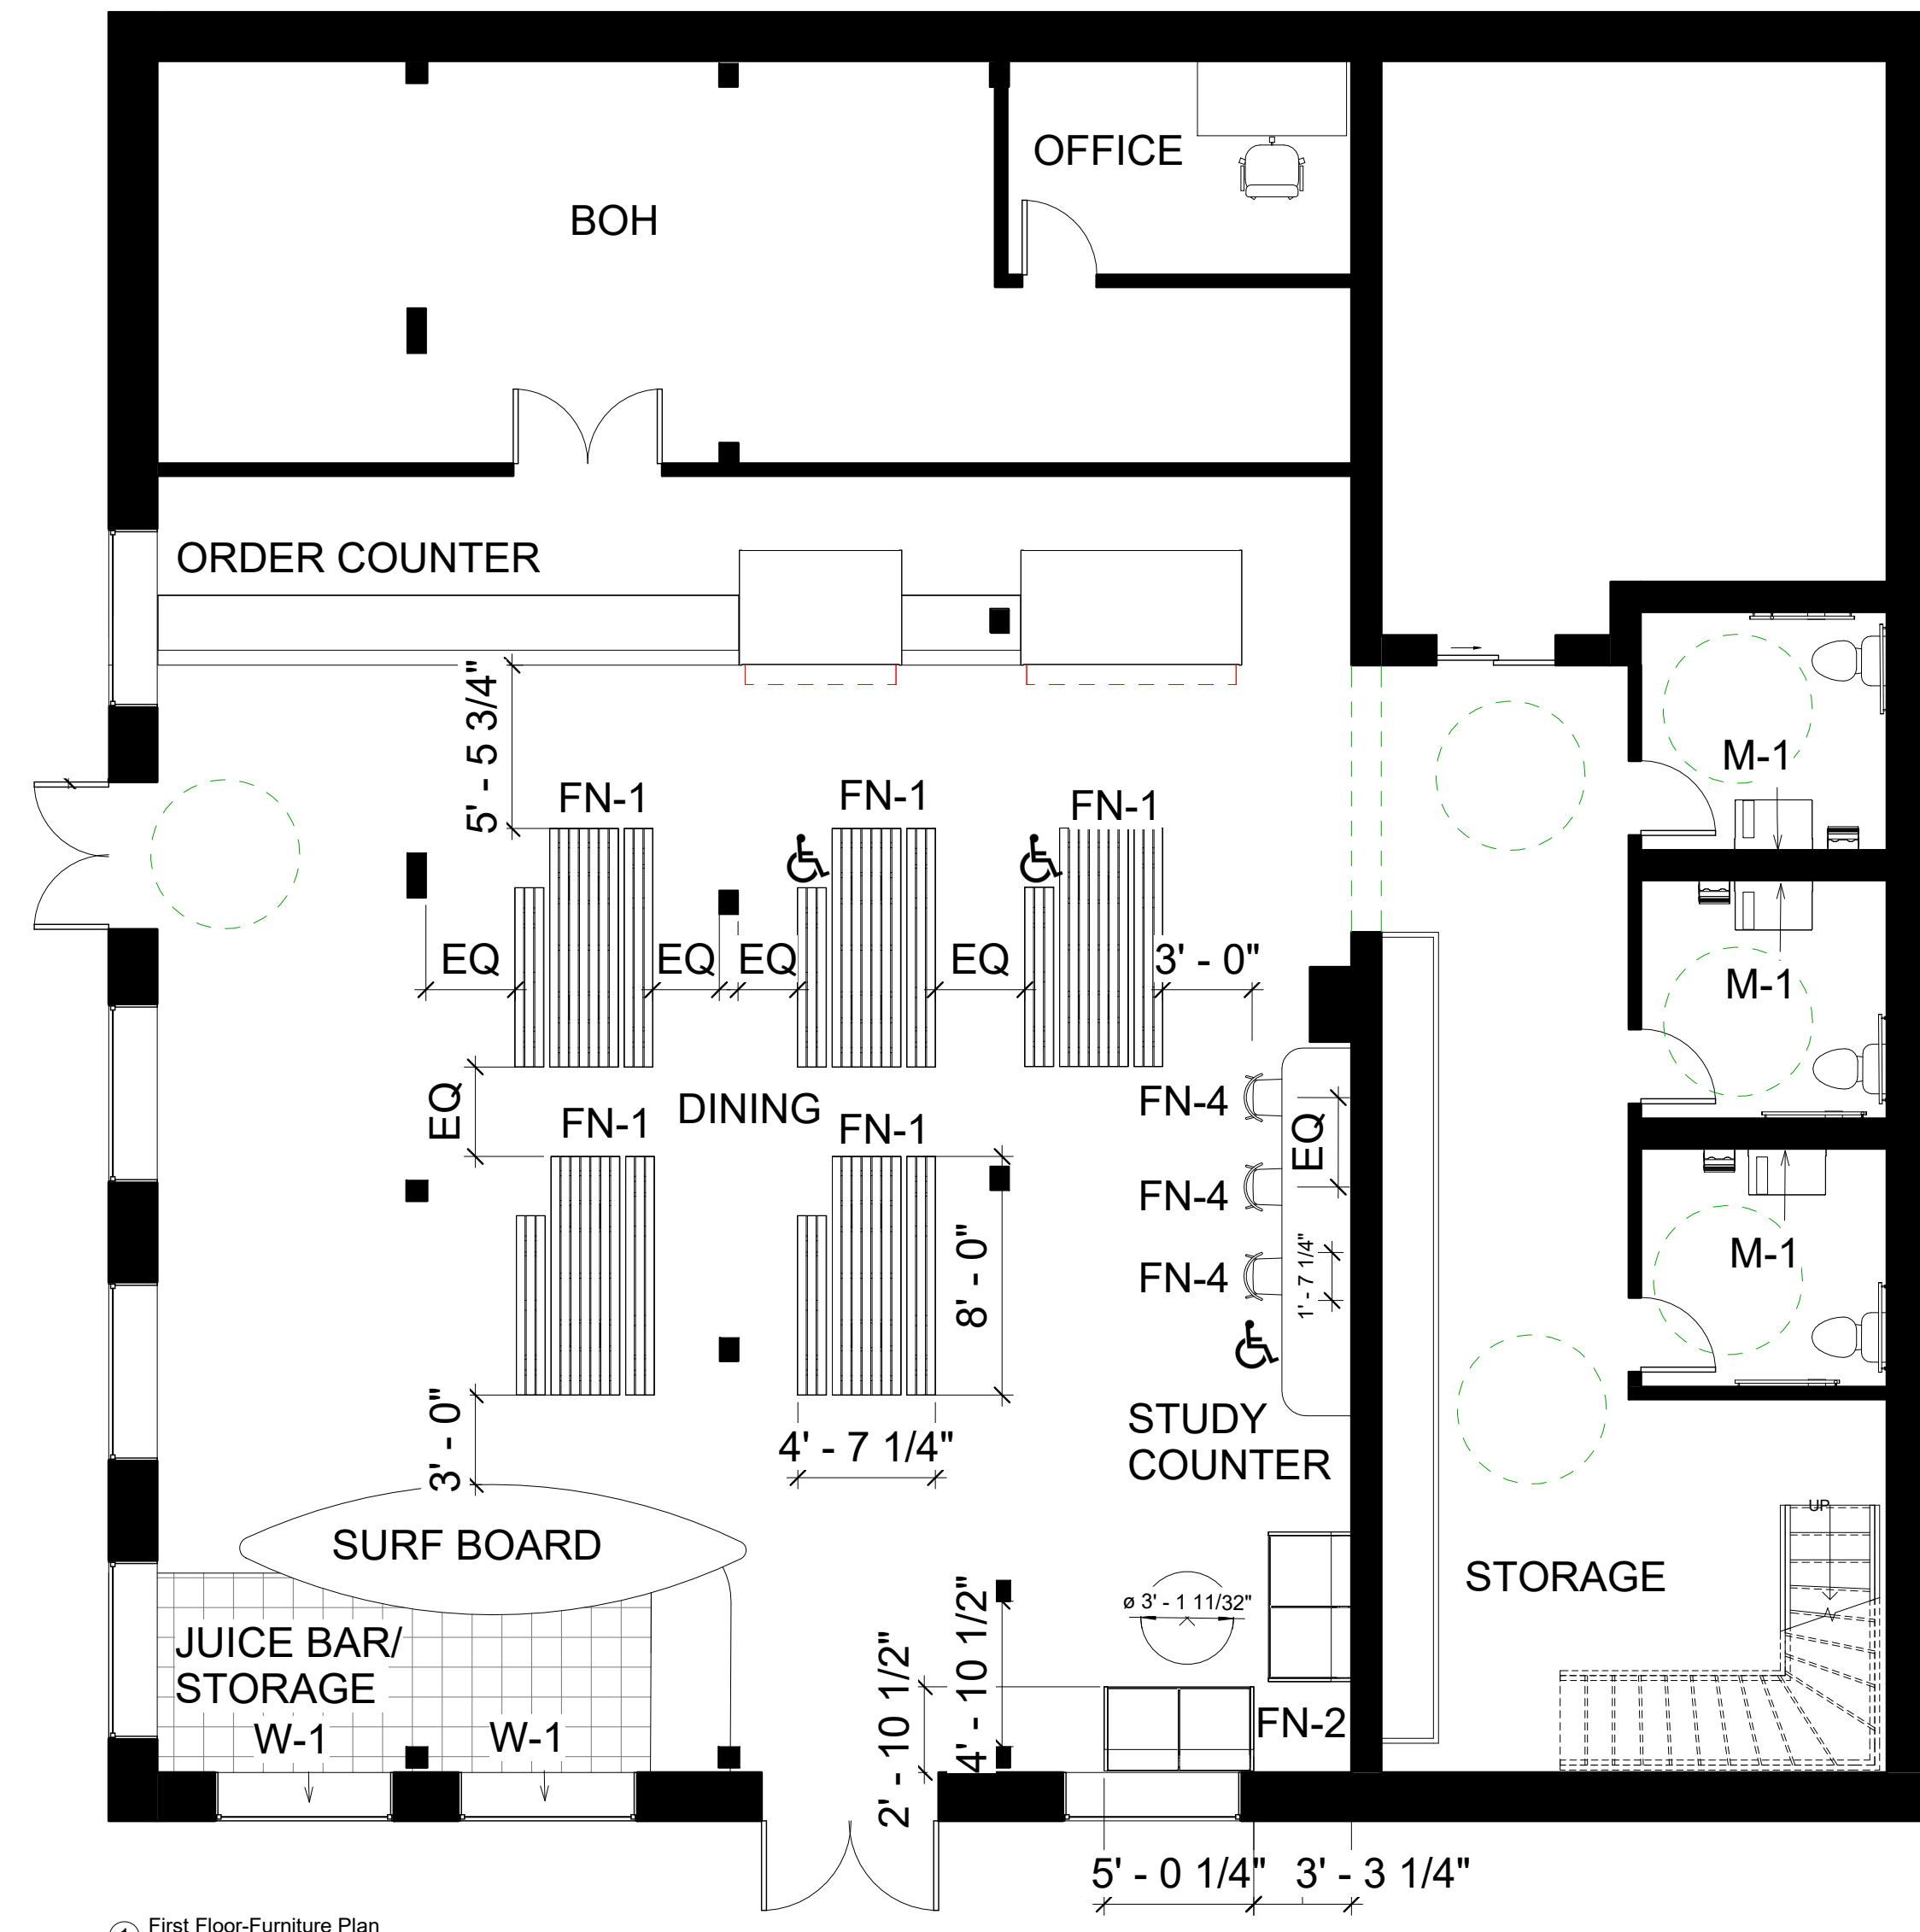 OFFICE
BOH
ORDER COUNTER
5' - 5 3/4"
M-1
FN-1
FN-1
FN-1
EQ
EQ
EQ
EQ
3' - 0"
M-1
EQ
DINING
FN-1
FN-1
FN-4
EQ
FN-4
FN-4
1' - 7 1/4"
8' - 0"
M-1
3' - 0"
4' - 7 1/4"
STUDY
COUNTER
SURF BOARD
UP
STORAGE
ø 3' - 1 11/32"
JUICE BAR/
STORAGE
W-1
W-1
2' - 10 1/2"
4' - 10 1/2"
FN-2
5' - 0 1/4"
3' - 3 1/4"
First Floor-Furniture Plan